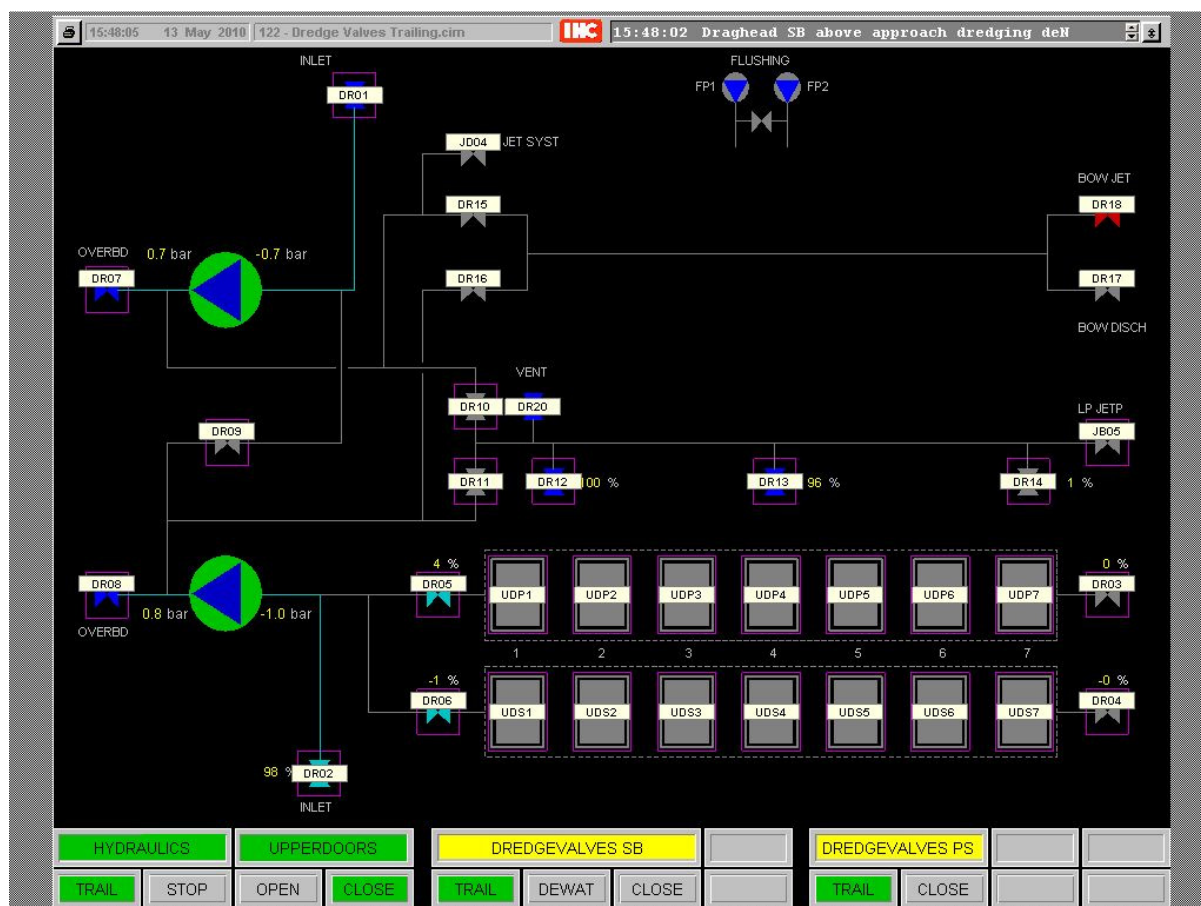 15:48:05 13 May 2010 122 - Dredge Valves Trailing.cim IHC 15:48:02 Draghead SB above approach dredging deN
INLET FLUSHING
DR01 FP1 FP2
JD04 JET SYST
BOW JET
DR15 DR18
OVERBD 0.7 bar -0.7 bar
DR07 DR16 DR17
BOW DISCH
VENT
DR10 DR20 LP JETP
DR09 JB05
DR11 DR12 100 % DR13 96 % DR14 1 %
4 % 0 %
DR08 DR05 UDP1 UDP2 UDP3 UDP4 UDP5 UDP6 UDP7 DR03
0.8 bar -1.0 bar
OVERBD
1 2 3 4 5 6 7
-1 % -0 %
DR06 UDS1 UDS2 UDS3 UDS4 UDS5 UDS6 UDS7 DR04
98 % DR02
INLET
HYDRAULICS UPPERDOORS DREDGEVALVES SB DREDGEVALVES PS
TRAIL STOP OPEN CLOSE TRAIL DEWAT CLOSE TRAIL CLOSE